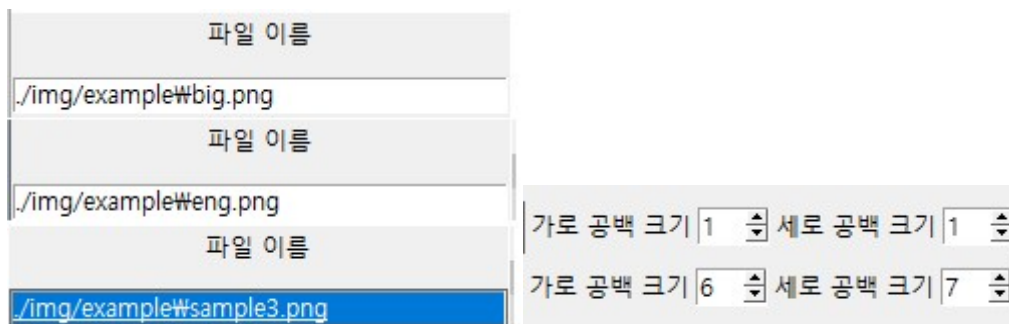 파일 이름
./img/example₩big.png
파일 이름
./img/example₩eng.png
파일 이름
./img/example₩sample3.png
가로 공백 크기 1 세로 공백 크기 1
가로 공백 크기 6 세로 공백 크기 7